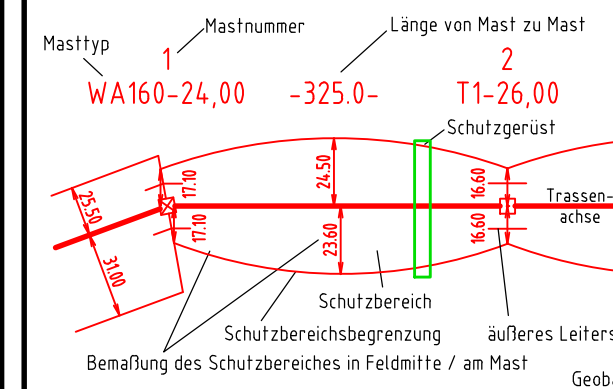 Masttyp
Mastnummer
Länge von Mast zu Mast
1
2
WA160-24,00
-325.0-
T1-26,00
Schutzgerüst
25.50
17.10
24.50
16.60
Trassen-
achse
31.00
17.10
23.60
16.60
Schutzbereich
Schutzbereichsbegrenzung
äußeres Leiters
Bemaßung des Schutzbereiches in Feldmitte / am Mast
Geoba